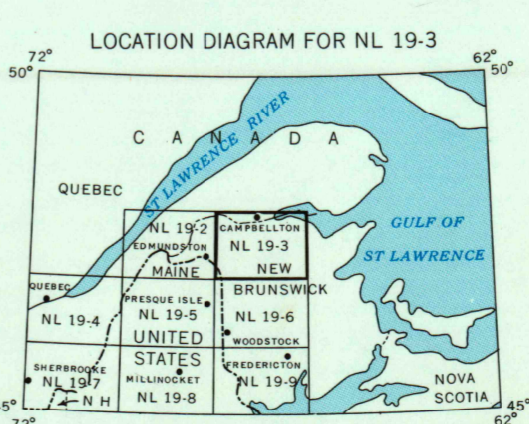 LOCATION DIAGRAM FOR NL 19-3
72° 62°
50° 50°
CANADA
ST LAWRENCE RIVER
QUEBEC
GULF OF
ST LAWRENCE
NL 19-2
CAMPBELLTON
EDMUNDSTON
NL 19-3
MAINE
NEW
QUEBEC
PRESQUE ISLE
BRUNSWICK
NL 19-4
NL 19-5
NL 19-6
UNITED
STATES
WOODSTOCK
SHERBROOKE
FREDERICTON
NL 19-7
MILLINOCKET
NL 19-9
NOVA
SCOTIA
N H
NL 19-8
45° 45°
72°